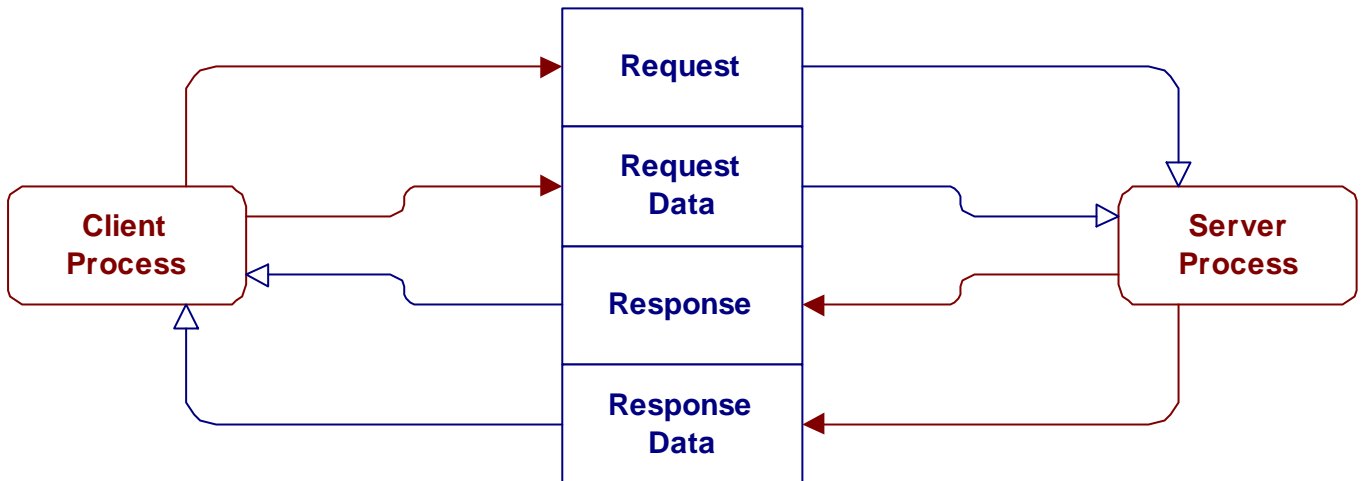 Request
Request
Data
Client
Process
Server
Process
Response
Response
Data